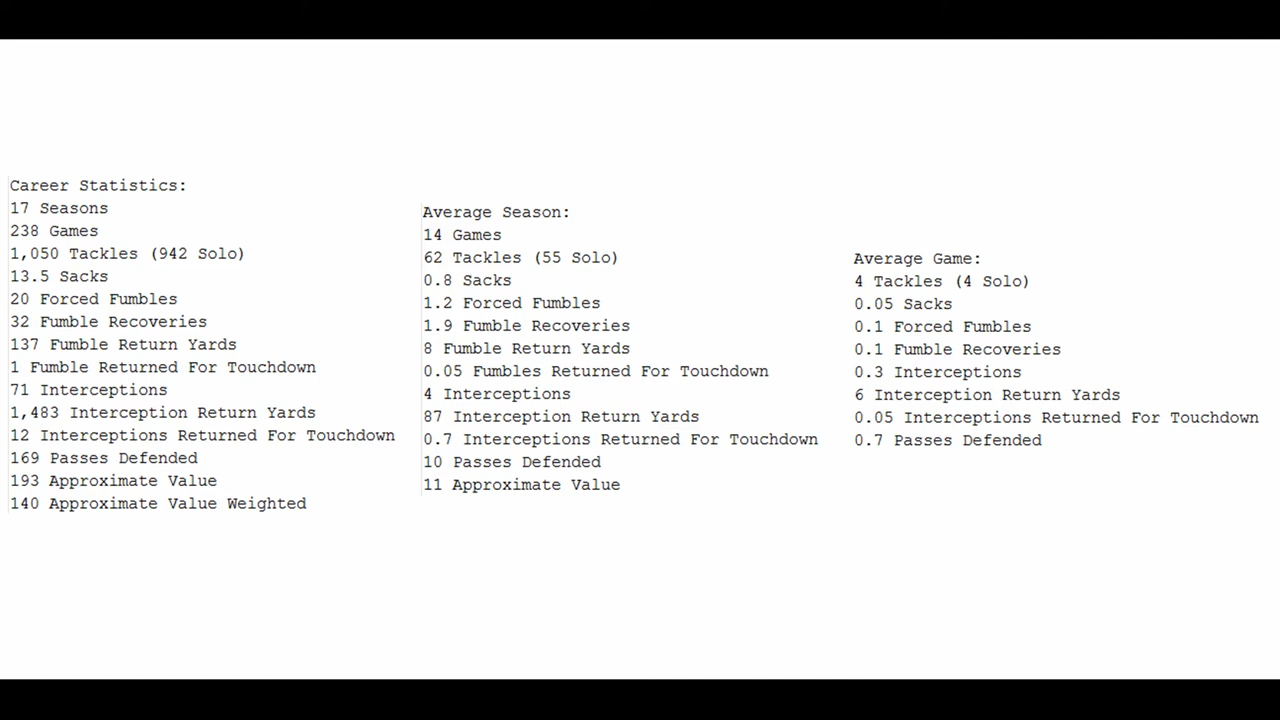 Career Statistics:
17 Seasons
238 Games
1,050 Tackles (942 Solo)
13.5 Sacks
20 Forced Fumbles
32 Fumble Recoveries
137 Fumble Return Yards
1 Fumble Returned For Touchdown
71 Interceptions
1,483 Interception Return Yards
12 Interceptions Returned For Touchdown
169 Passes Defended
193 Approximate Value
140 Approximate Value Weighted
Average Season:
14 Games
62 Tackles (55 Solo)
0.8 Sacks
1.2 Forced Fumbles
1.9 Fumble Recoveries
8 Fumble Return Yards
0.05 Fumbles Returned For Touchdown
4 Interceptions
87 Interception Return Yards
0.7 Interceptions Returned For Touchdown
10 Passes Defended
11 Approximate Value
Average Game:
4 Tackles (4 Solo)
0.05 Sacks
0.1 Forced Fumbles
0.1 Fumble Recoveries
0.3 Interceptions
6 Interception Return Yards
0.05 Interceptions Returned For Touchdown
0.7 Passes Defended